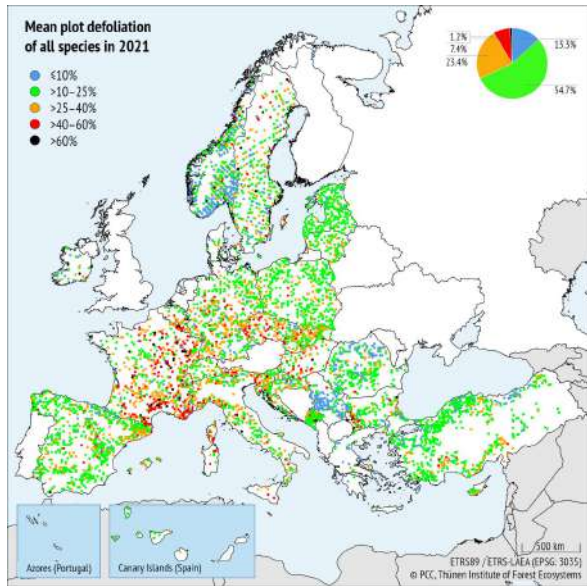 Mean plot defoliation
of all species in 2021
≤10%
>10–25%
>25–40%
>40–60%
>60%
1.2%
7.4%
23.4%
13.3%
54.7%
Azores (Portugal)
Canary Islands (Spain)
500 km
ETRS89 / ETRS-LAEA (EPSG: 3035)
© PCC, Thünen Institute of Forest Ecosystems